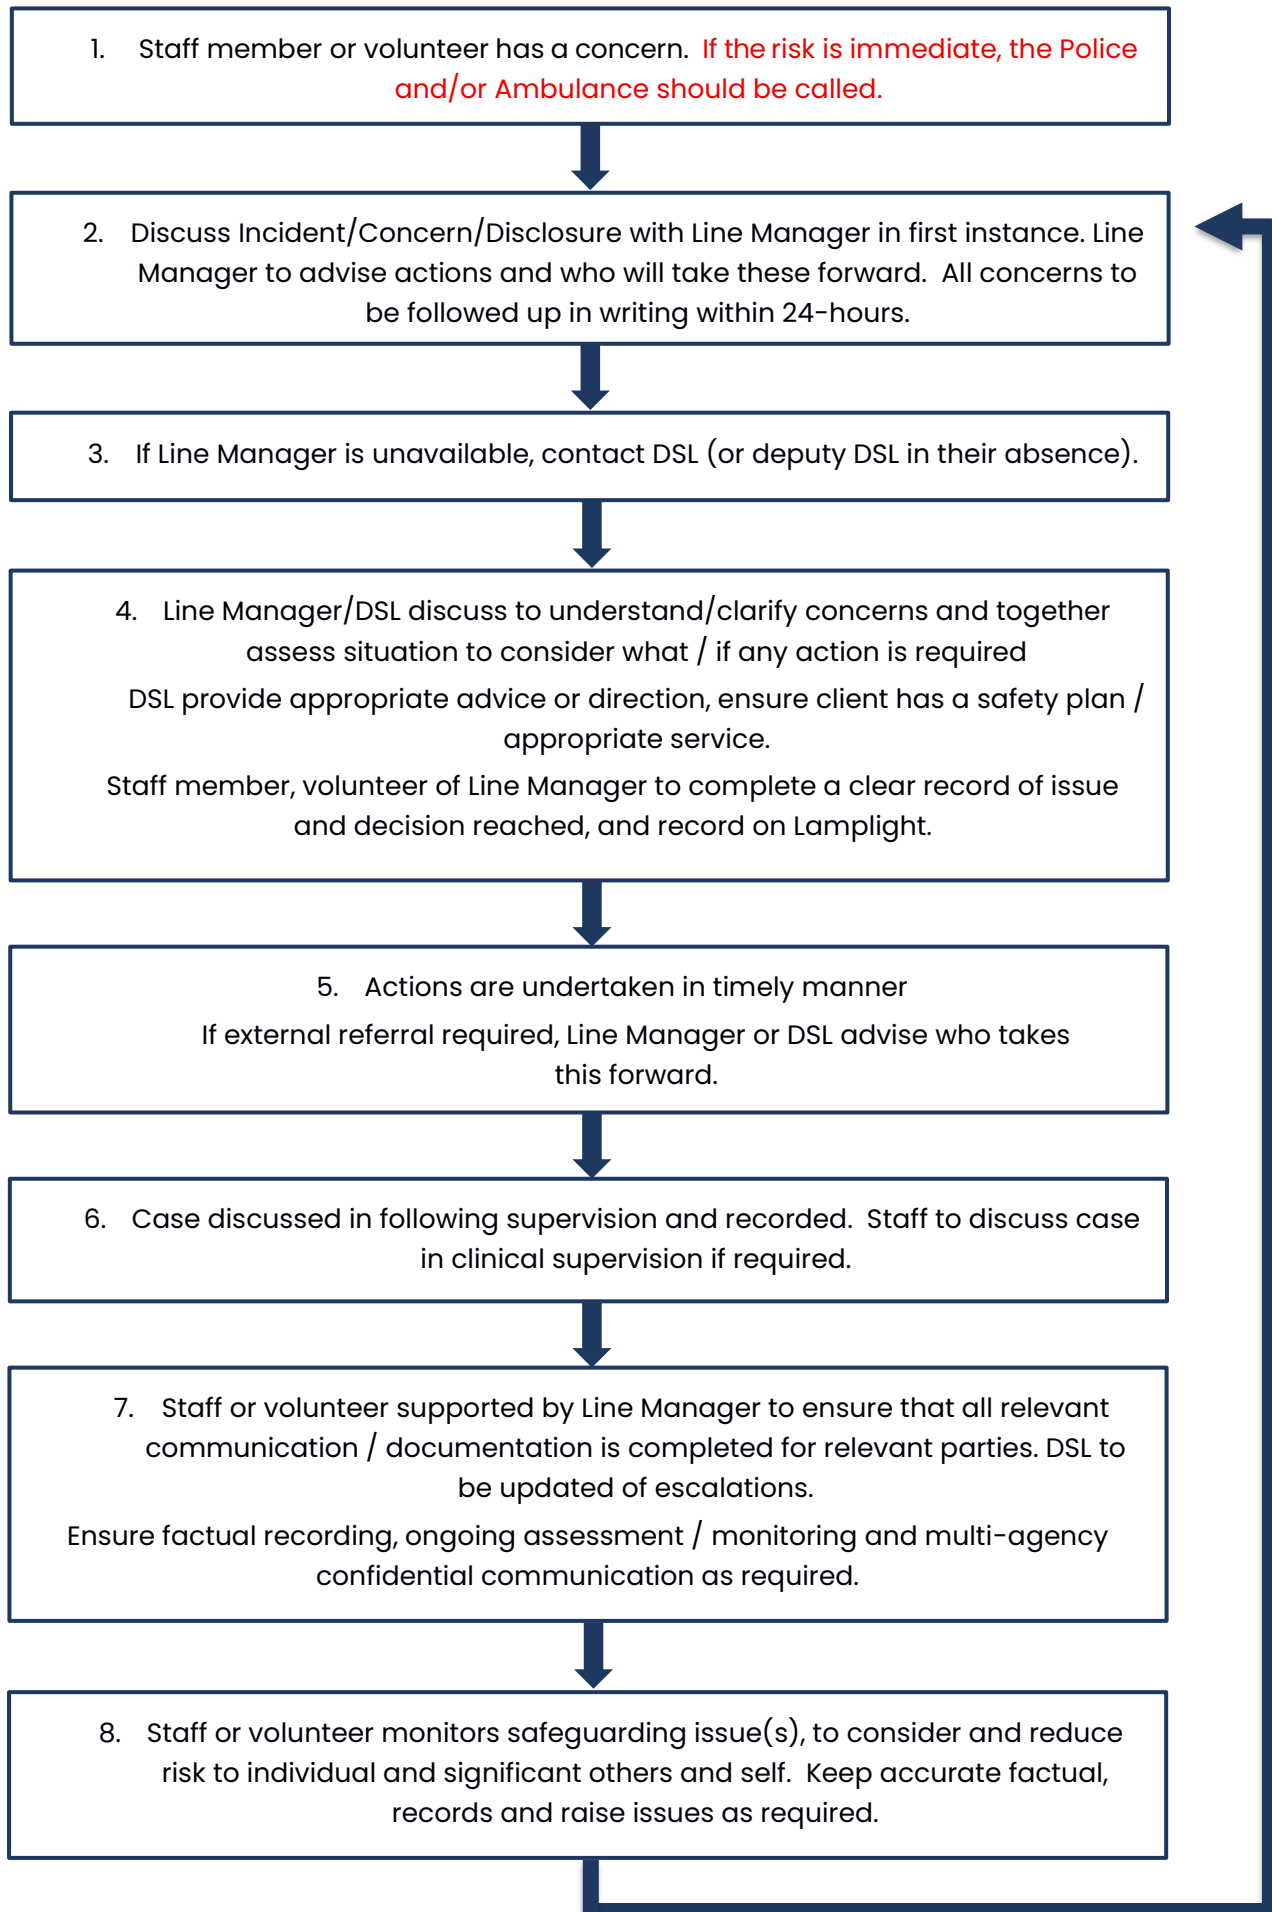 1. Staff member or volunteer has a concern. If the risk is immediate, the Police
and/or Ambulance should be called.
2. Discuss Incident/Concern/Disclosure with Line Manager in first instance. Line
Manager to advise actions and who will take these forward. All concerns to
be followed up in writing within 24-hours.
3. If Line Manager is unavailable, contact DSL (or deputy DSL in their absence).
4. Line Manager/DSL discuss to understand/clarify concerns and together
assess situation to consider what / if any action is required
DSL provide appropriate advice or direction, ensure client has a safety plan /
appropriate service.
Staff member, volunteer of Line Manager to complete a clear record of issue
and decision reached, and record on Lamplight.
5. Actions are undertaken in timely manner
If external referral required, Line Manager or DSL advise who takes
this forward.
6. Case discussed in following supervision and recorded. Staff to discuss case
in clinical supervision if required.
7. Staff or volunteer supported by Line Manager to ensure that all relevant
communication / documentation is completed for relevant parties. DSL to
be updated of escalations.
Ensure factual recording, ongoing assessment / monitoring and multi-agency
confidential communication as required.
8. Staff or volunteer monitors safeguarding issue(s), to consider and reduce
risk to individual and significant others and self. Keep accurate factual,
records and raise issues as required.